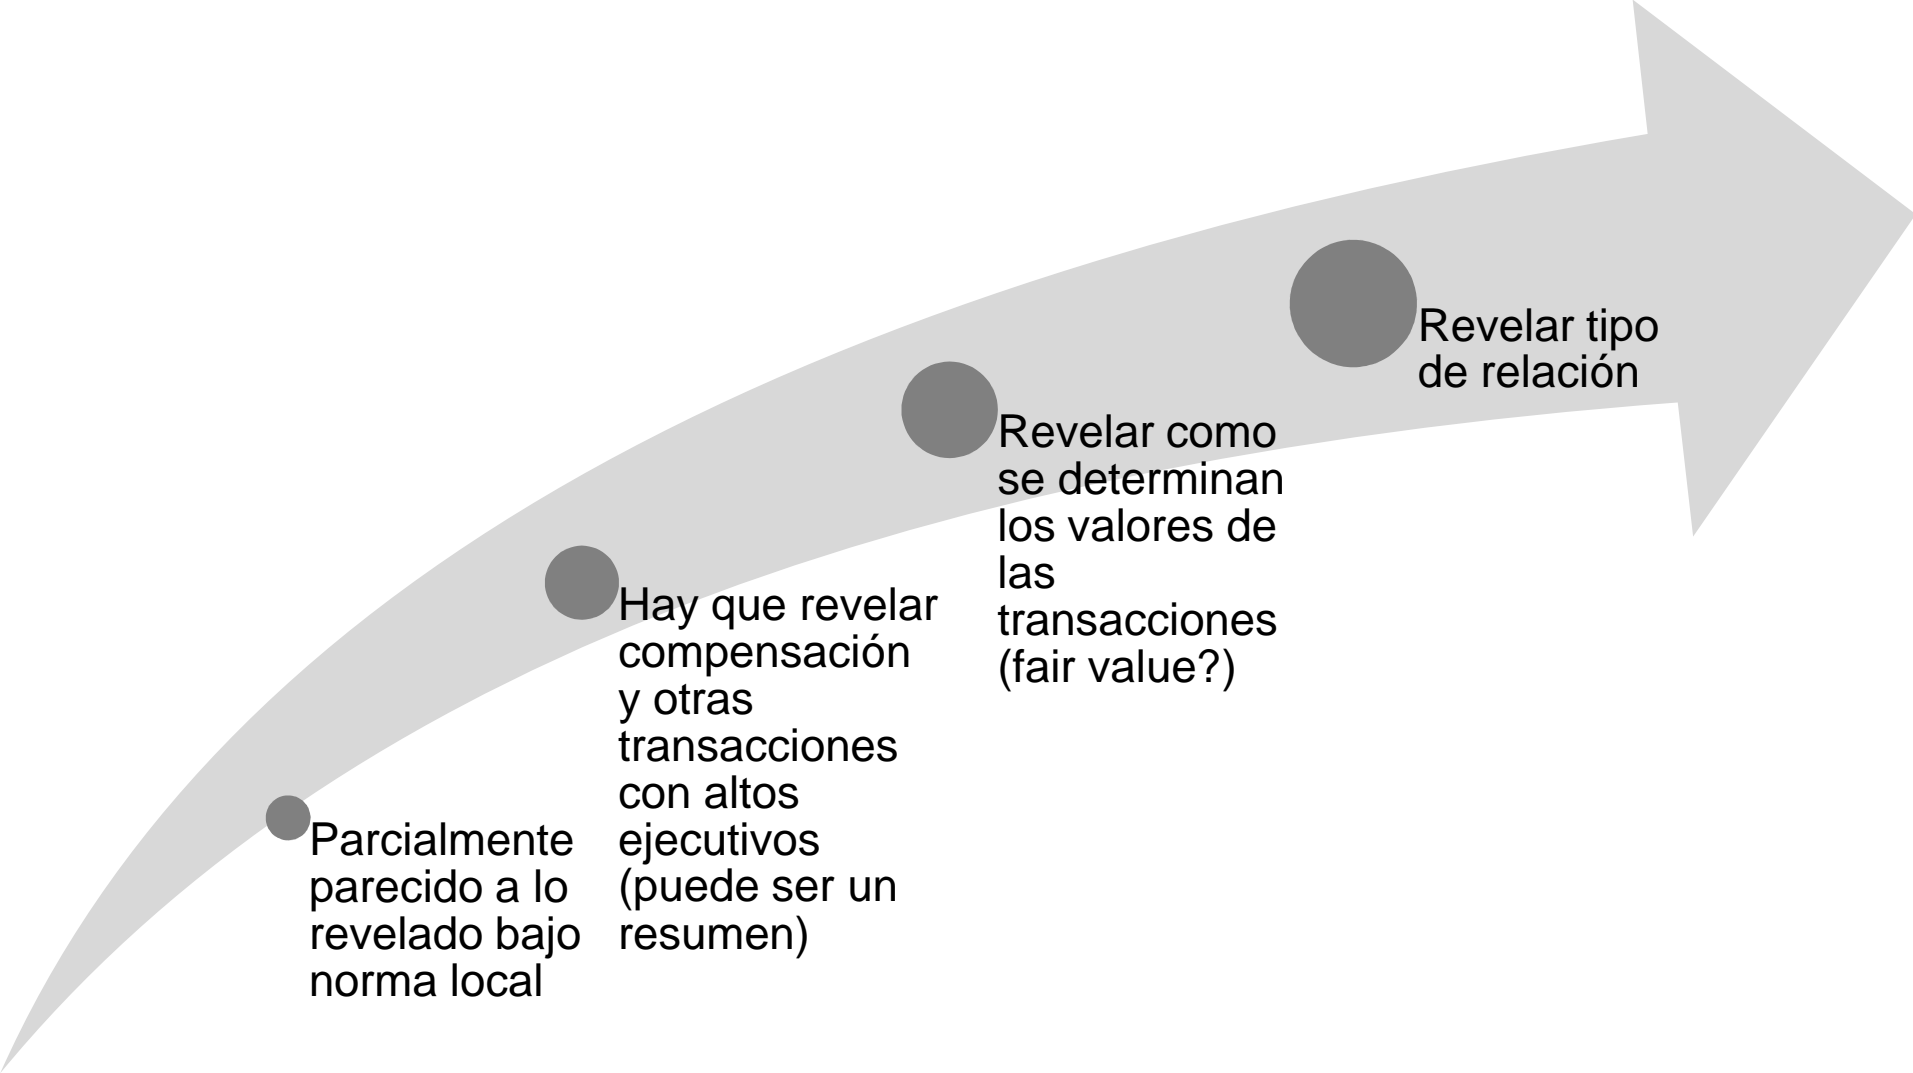 Parcialmente
parecido a lo
revelado bajo
norma local
Hay que revelar
compensación
y otras
transacciones
con altos
ejecutivos
(puede ser un
resumen)
Revelar como
se determinan
los valores de
las
transacciones
(fair value?)
Revelar tipo
de relación